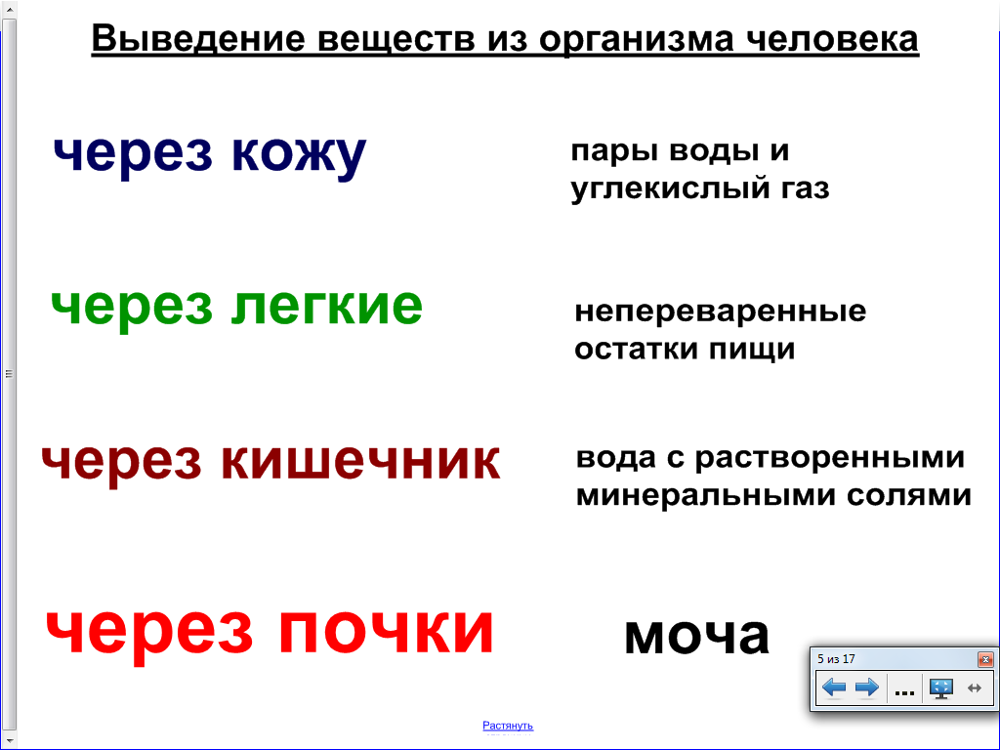 Выведение веществ из организма человека
через кожу
пары воды и
углекислый газ
через легкие
непереваренные
остатки пищи
через кишечник
вода с растворенными
минеральными солями
через почки
моча
5 из 17
...
Растянуть